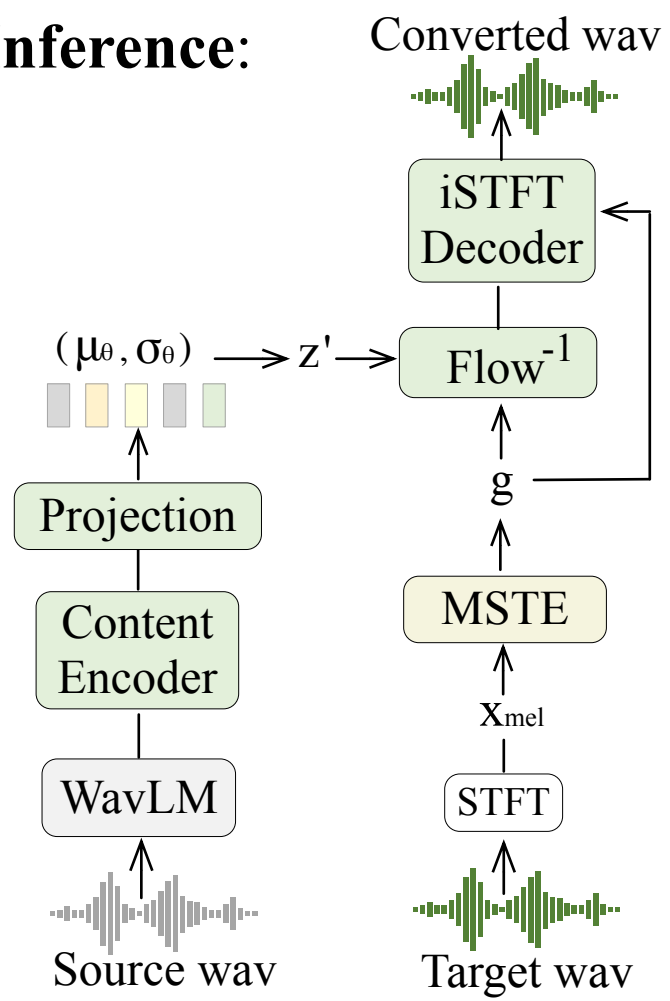 nference:
Converted wav
iSTFT
Decoder
(μθ, σθ)
z'
Flow⁻¹
g
Projection
MSTE
Content
Encoder
xmel
WavLM
STFT
Source wav
Target wav